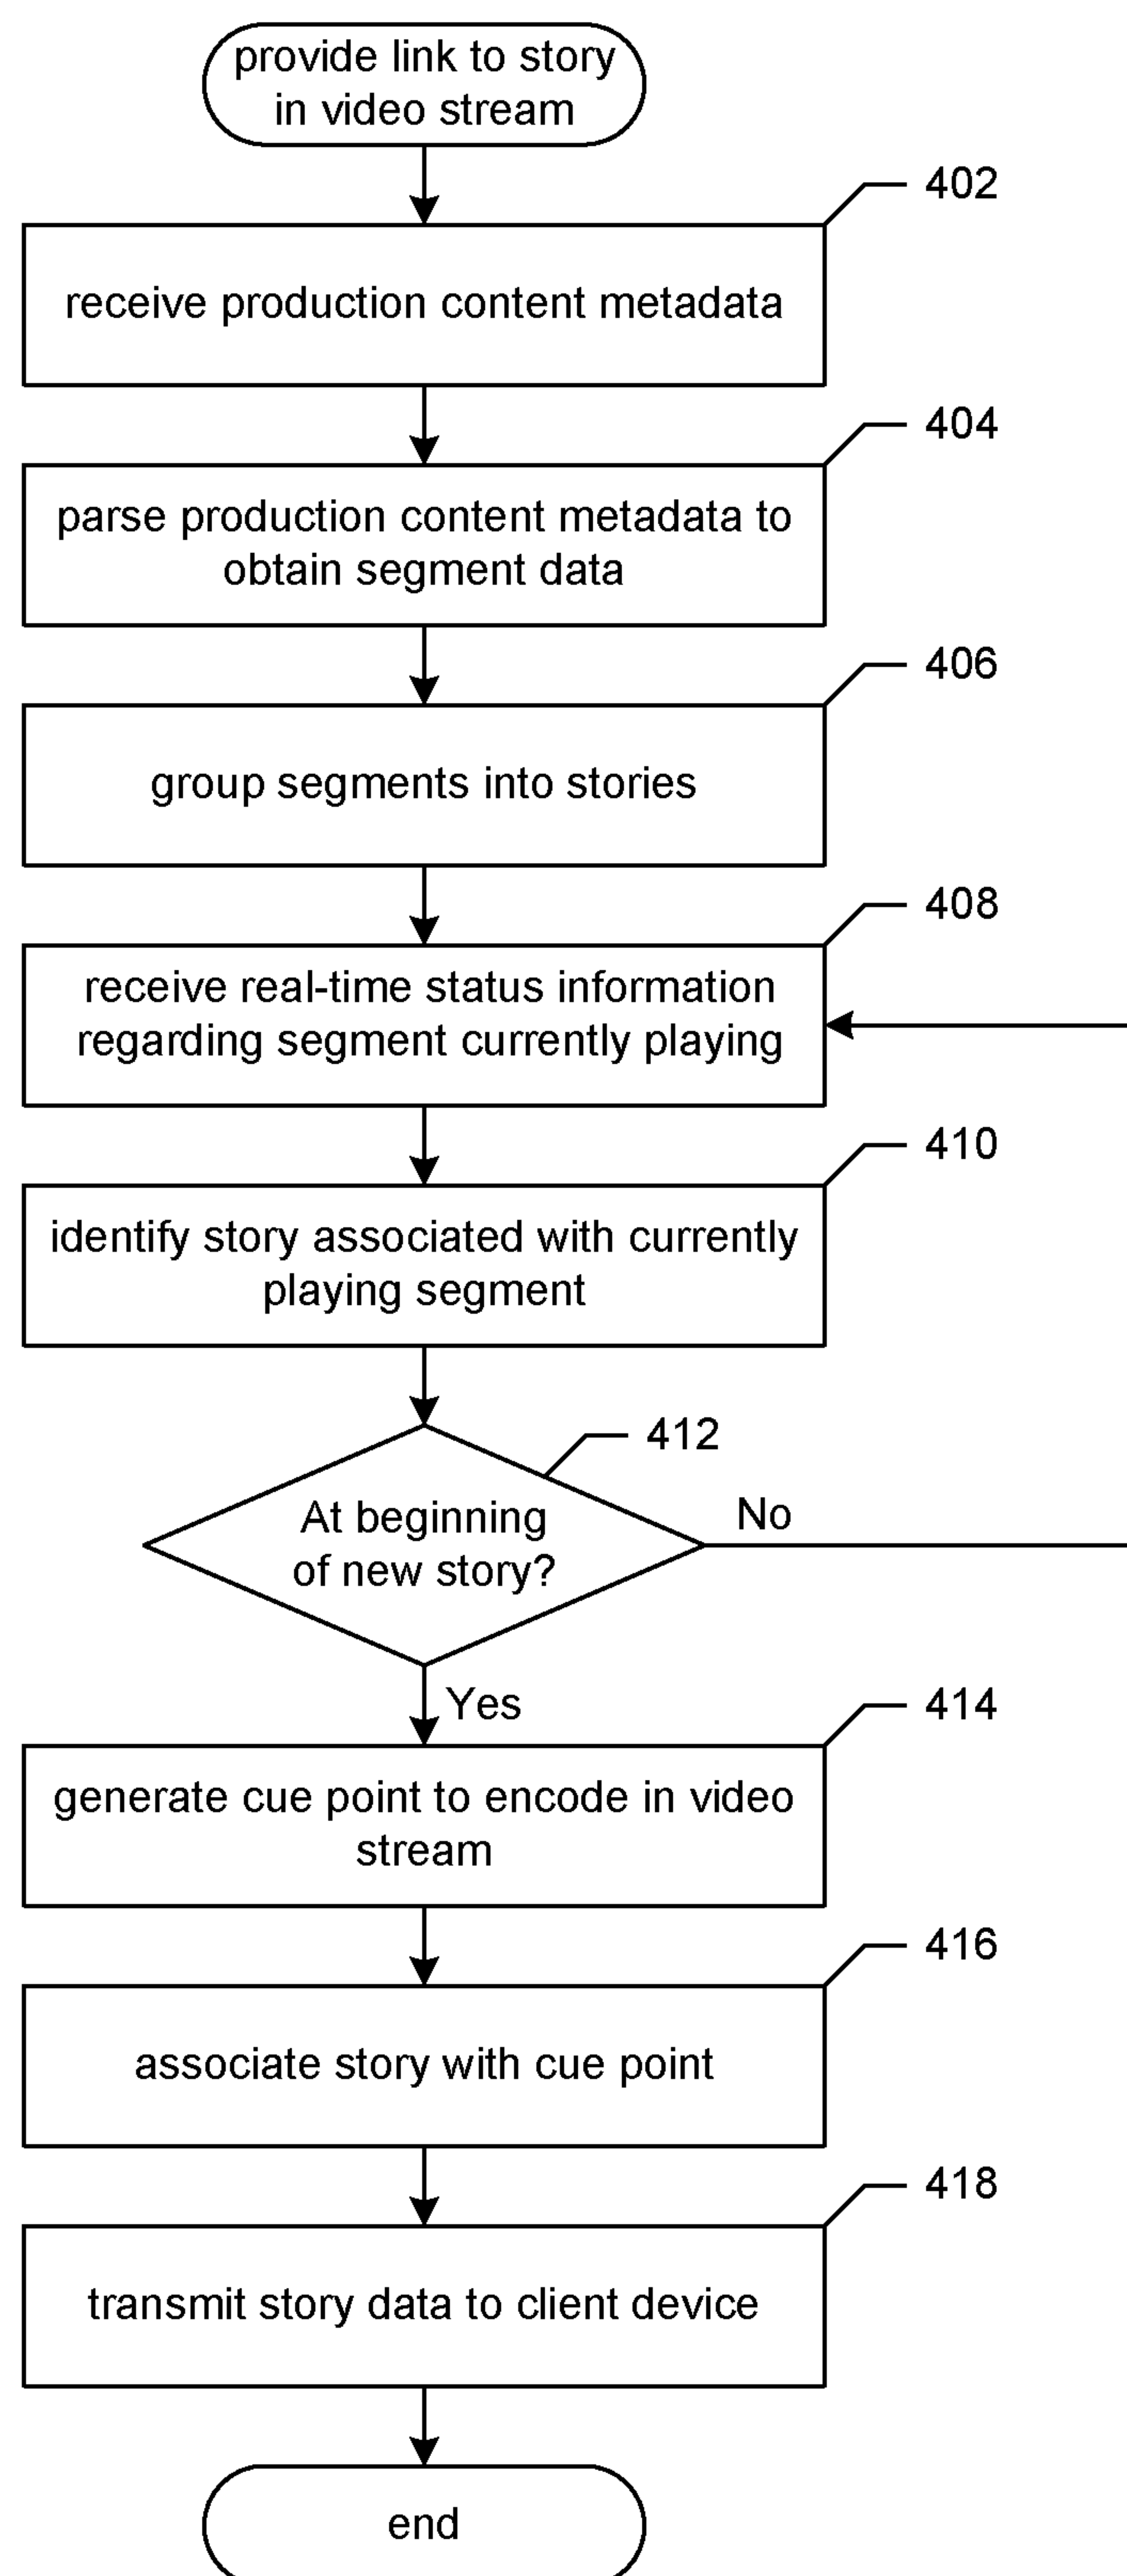 provide link to story
in video stream
402
receive production content metadata
404
parse production content metadata to
obtain segment data
406
group segments into stories
408
receive real-time status information
regarding segment currently playing
410
identify story associated with currently
playing segment
412
At beginning
of new story?
No
Yes
414
generate cue point to encode in video
stream
416
associate story with cue point
418
transmit story data to client device
end